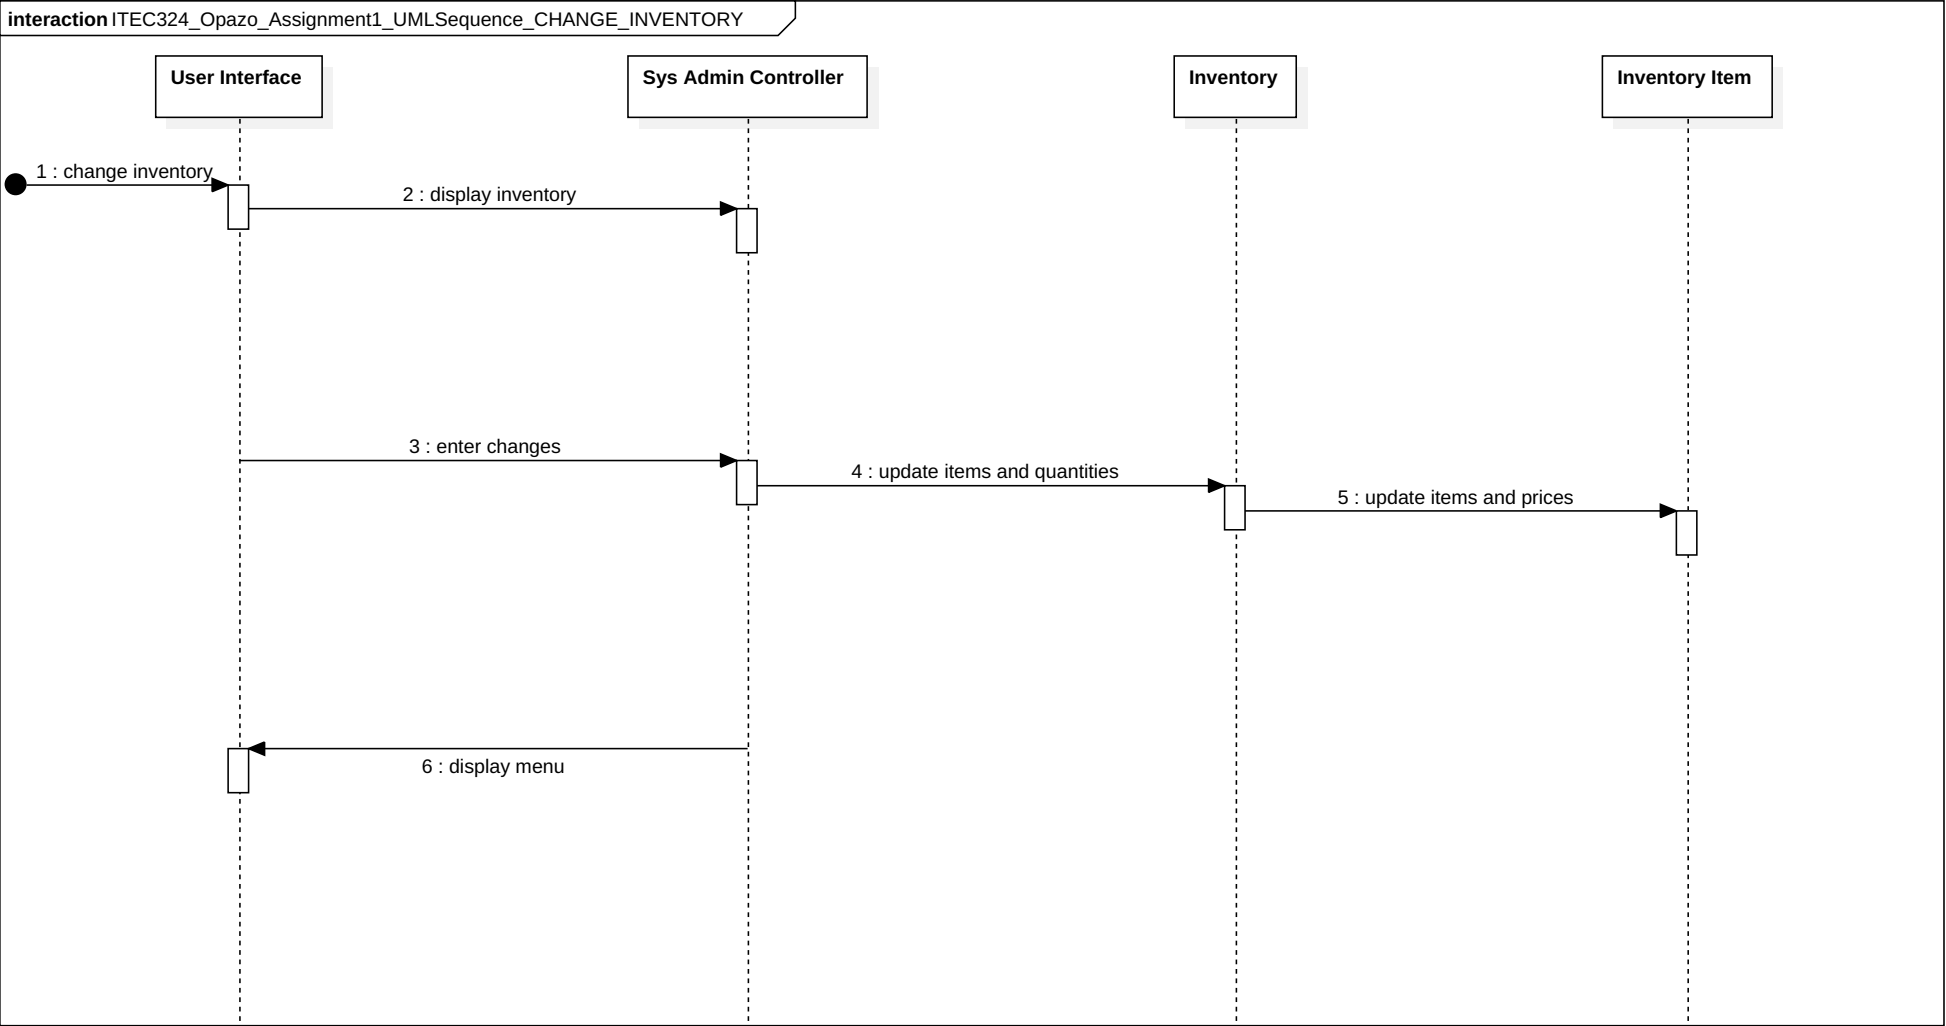 interaction ITEC324_Opazo_Assignment1_UMLSequence_CHANGE_INVENTORY
User Interface
Sys Admin Controller
Inventory
Inventory Item
1 : change inventory
2 : display inventory
3 : enter changes
4 : update items and quantities
5 : update items and prices
6 : display menu